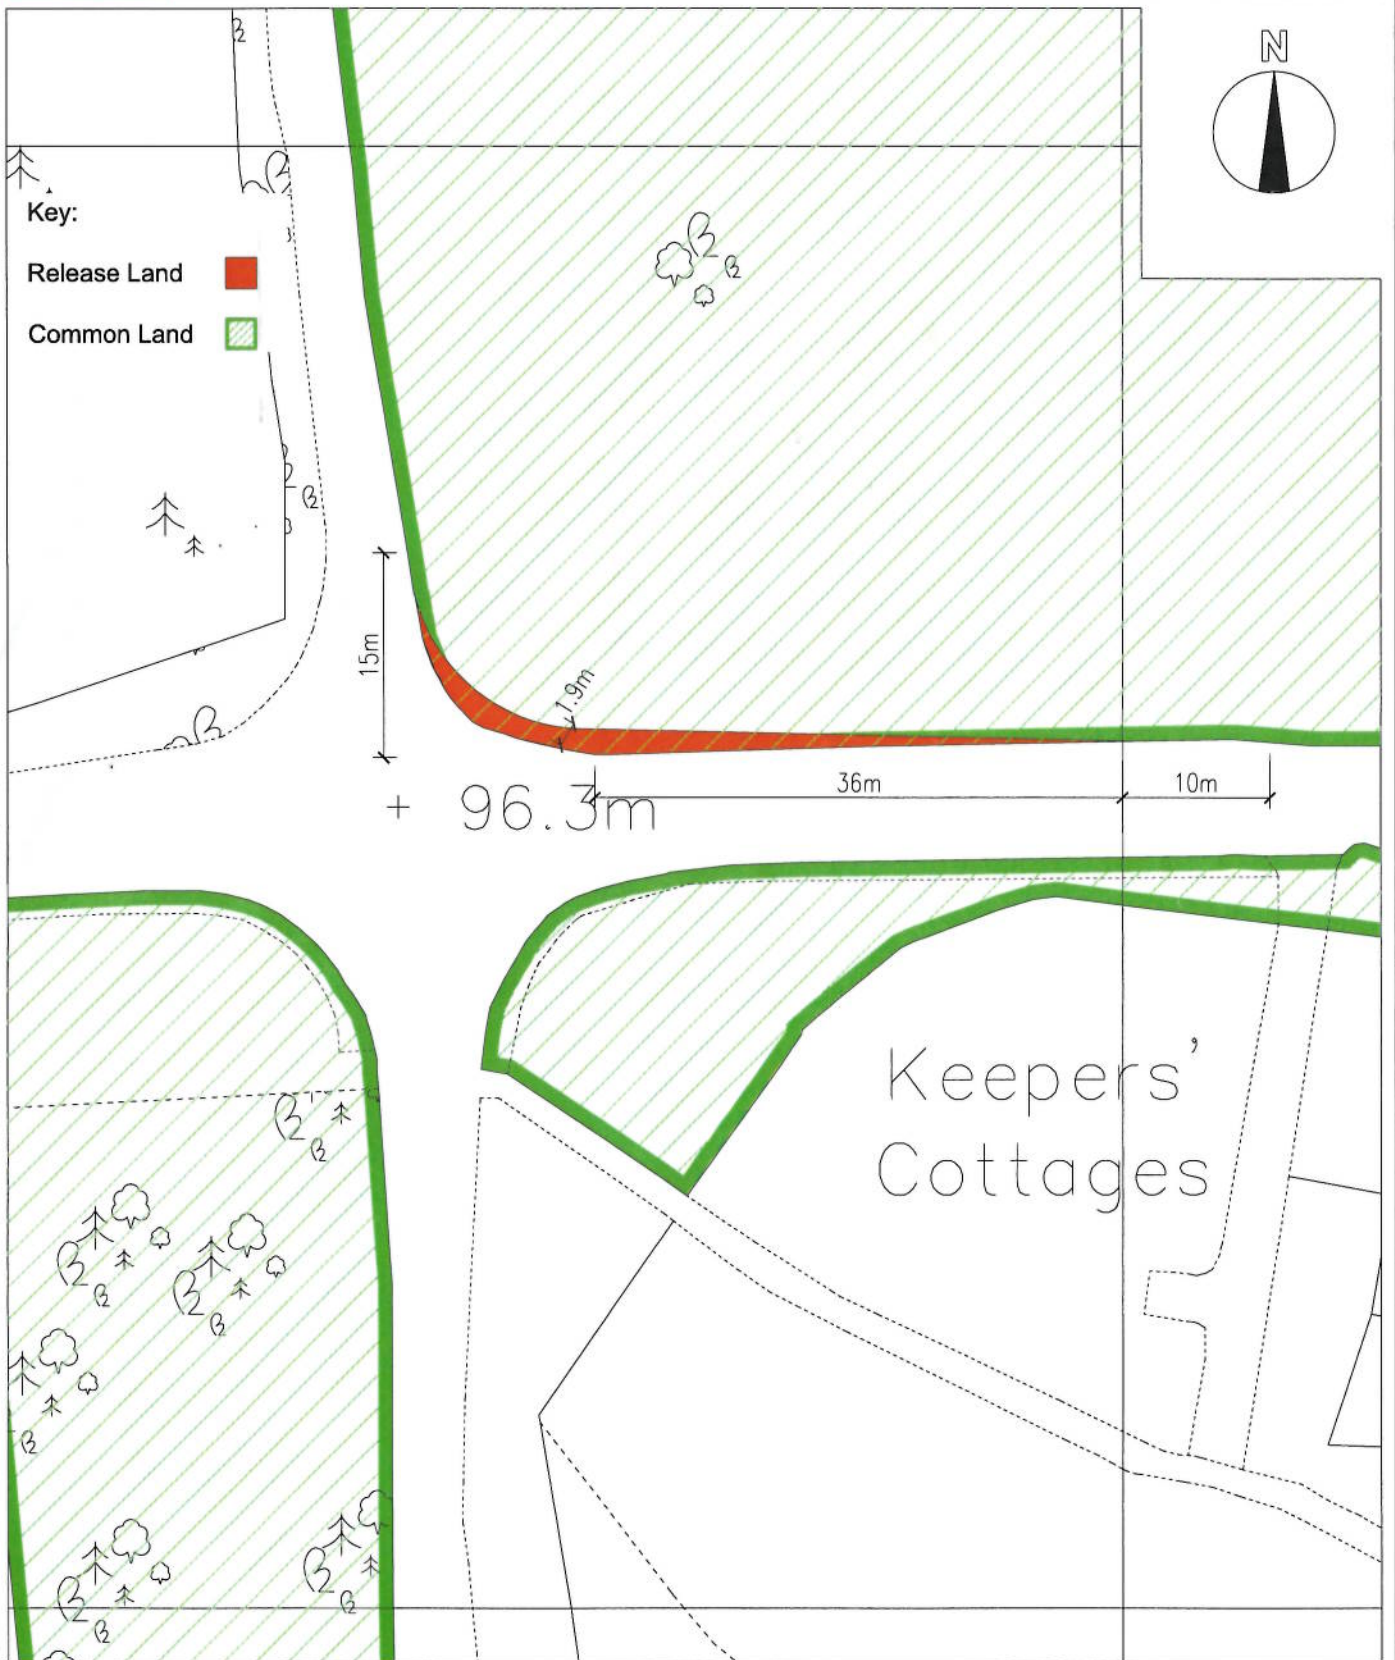 N
Key:
Release Land
Common Land
15m
1.9m
36m
10m
+ 96.3m
Keepers'
Cottages